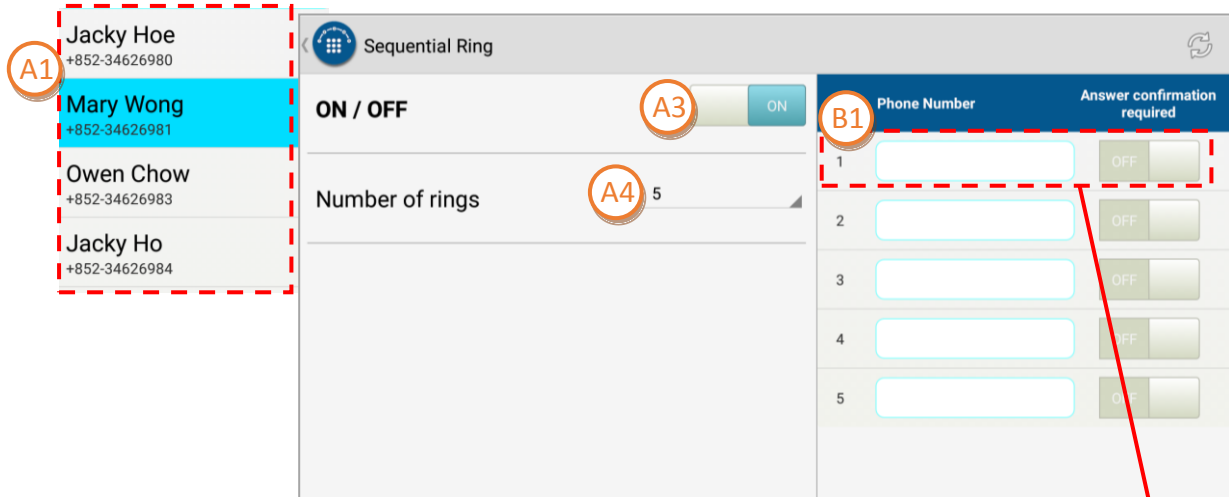 A1
Jacky Hoe
+852-34626980
Mary Wong
+852-34626981
Owen Chow
+852-34626983
Jacky Ho
+852-34626984
Sequential Ring
ON / OFF
A3
ON
Number of rings
A4
5
B1
Phone Number
Answer confirmation
required
1
OFF
2
OFF
3
OFF
4
OFF
5
OFF